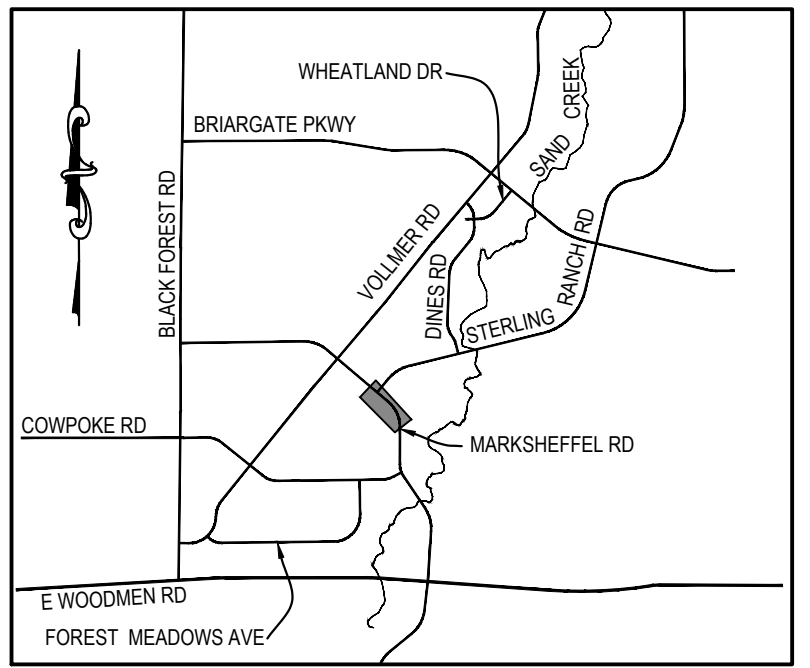 WHEATLAND DR
BRIARGATE PKWY
SAND CREEK
BLACK FOREST RD
VOLLMER RD
DINES RD
STERLING RANCH RD
COWPOKE RD
MARKSHEFFEL RD
E WOODMEN RD
FOREST MEADOWS AVE